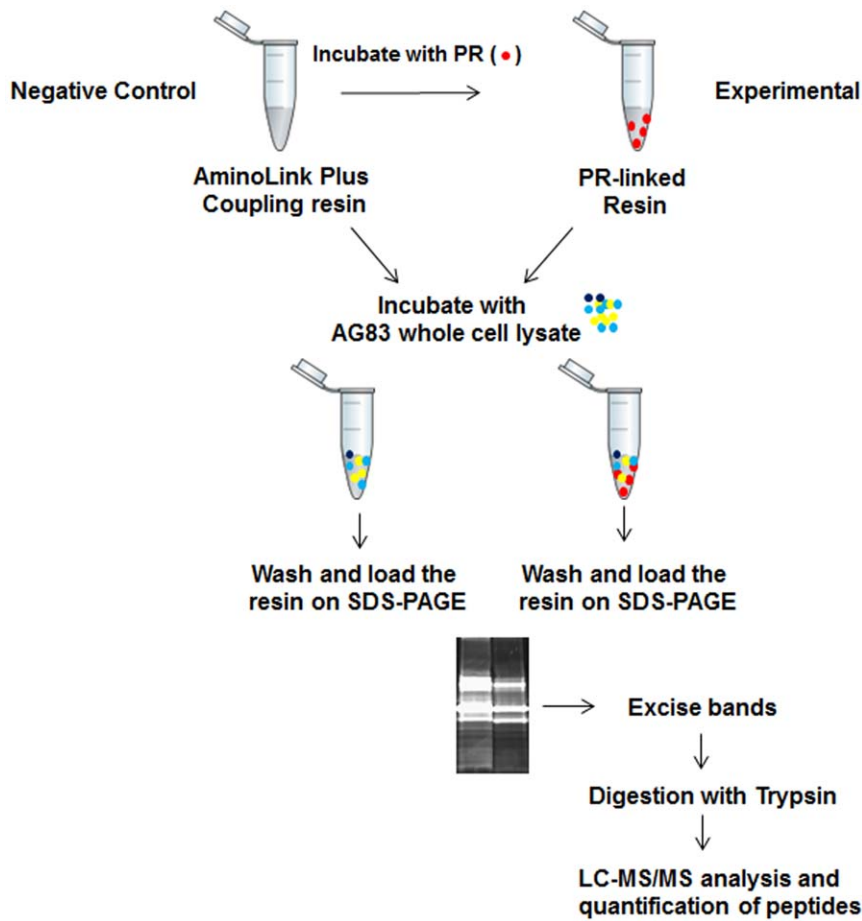 Incubate with PR (●)
Negative Control
Experimental
AminoLink Plus
Coupling resin
PR-linked
Resin
Incubate with
AG83 whole cell lysate
Wash and load the
resin on SDS-PAGE
Wash and load the
resin on SDS-PAGE
Excise bands
Digestion with Trypsin
LC-MS/MS analysis and
quantification of peptides